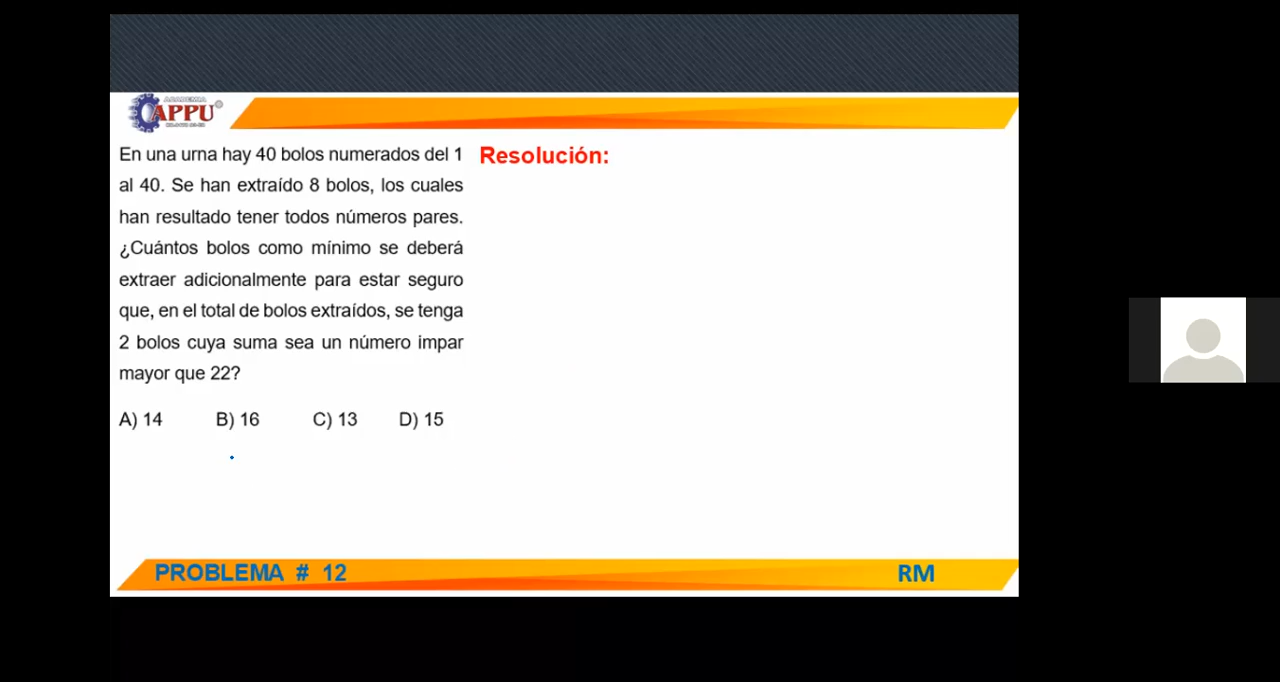 ACADEMIA
APPU
En una urna hay 40 bolos numerados del 1
al 40. Se han extraído 8 bolos, los cuales
han resultado tener todos números pares.
¿Cuántos bolos como mínimo se deberá
extraer adicionalmente para estar seguro
que, en el total de bolos extraídos, se tenga
2 bolos cuya suma sea un número impar
mayor que 22?
A) 14 B) 16 C) 13 D) 15
Resolución:
PROBLEMA # 12
RM